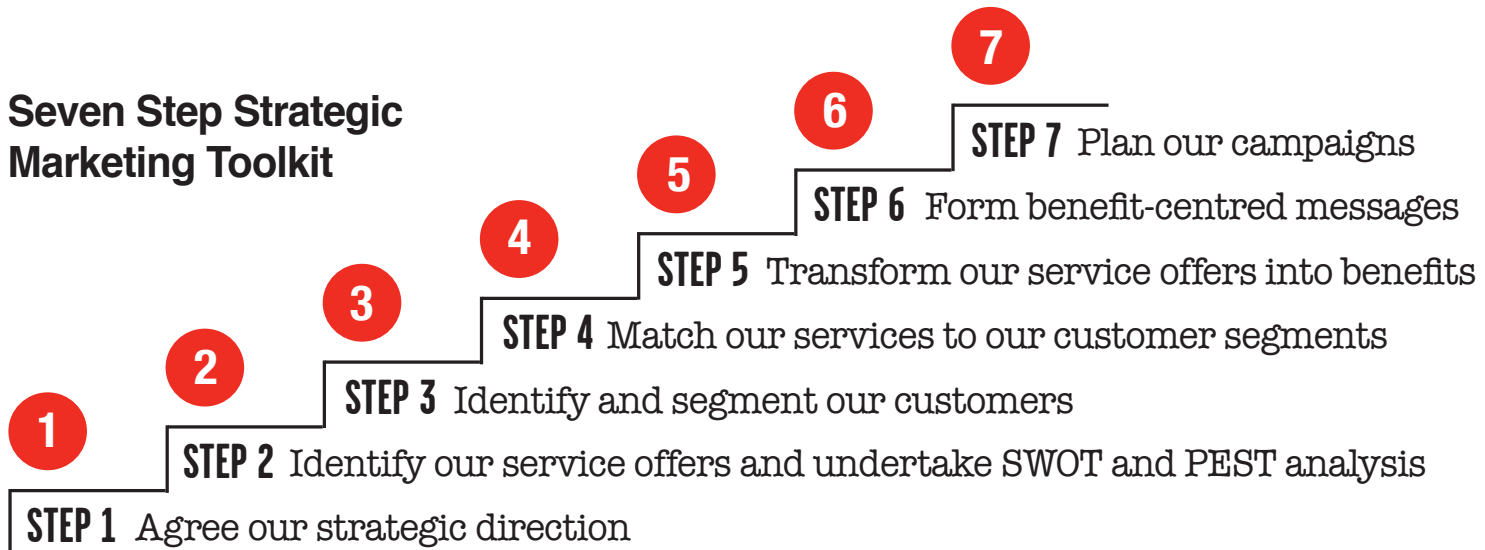 Seven Step Strategic
Marketing Toolkit
7
STEP 7 Plan our campaigns
6
STEP 6 Form benefit-centred messages
5
STEP 5 Transform our service offers into benefits
4
STEP 4 Match our services to our customer segments
3
STEP 3 Identify and segment our customers
2
STEP 2 Identify our service offers and undertake SWOT and PEST analysis
1
STEP 1 Agree our strategic direction